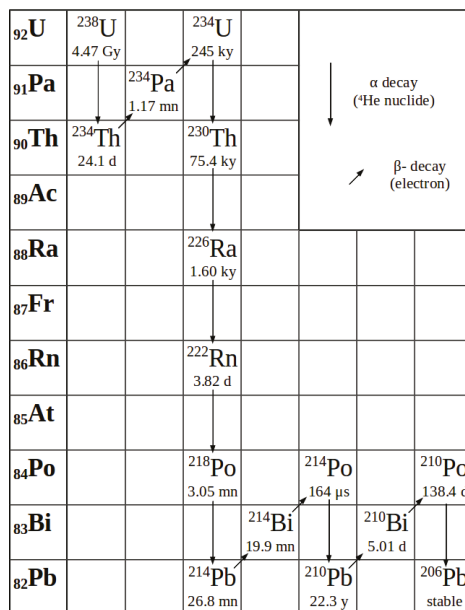 92U 238U 234U
4.47 Gy 245 ky
91Pa 234Pa
1.17 mn
α decay
(4He nuclide)
90Th 234Th 230Th
24.1 d 75.4 ky
β- decay
(electron)
89Ac
88Ra 226Ra
1.60 ky
87Fr
86Rn 222Rn
3.82 d
85At
84Po 218Po 214Po 210Po
3.05 mn 164 μs 138.4 d
83Bi 214Bi 210Bi
19.9 mn 5.01 d
82Pb 214Pb 210Pb 206Pb
26.8 mn 22.3 y stable